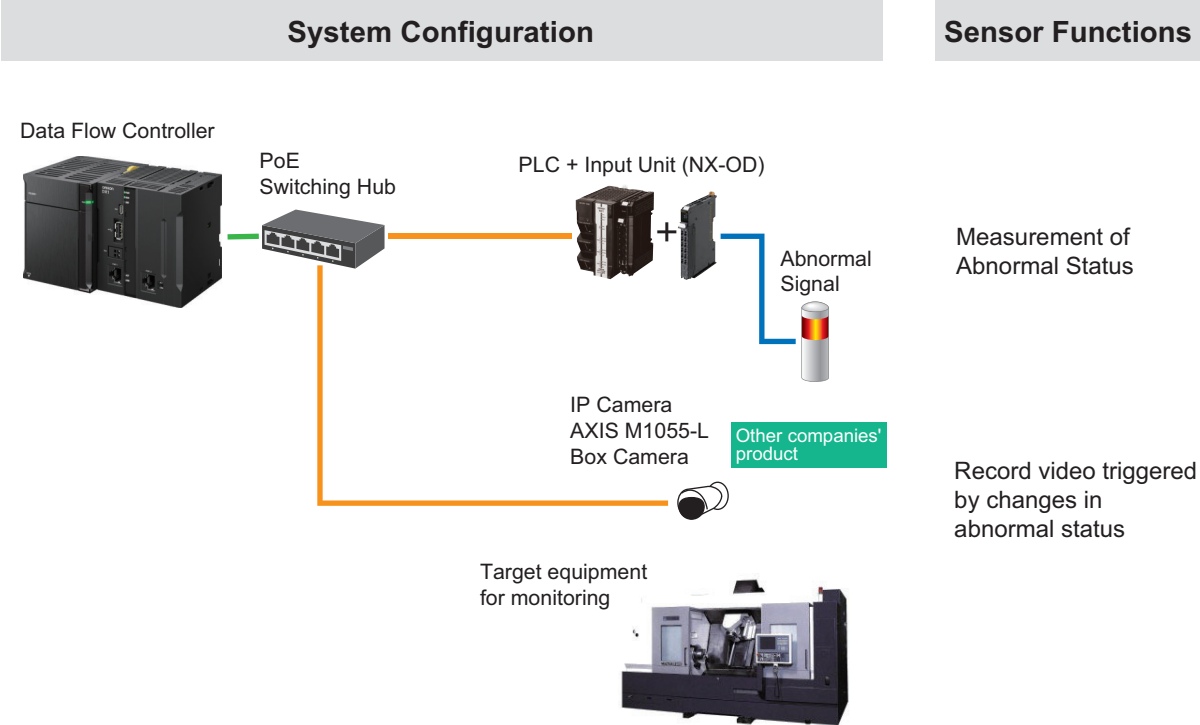 System Configuration
Sensor Functions
Data Flow Controller
PoE
Switching Hub
PLC + Input Unit (NX-OD)
+
Abnormal
Signal
Measurement of
Abnormal Status
IP Camera
AXIS M1055-L
Box Camera
Other companies'
product
Record video triggered
by changes in
abnormal status
Target equipment
for monitoring